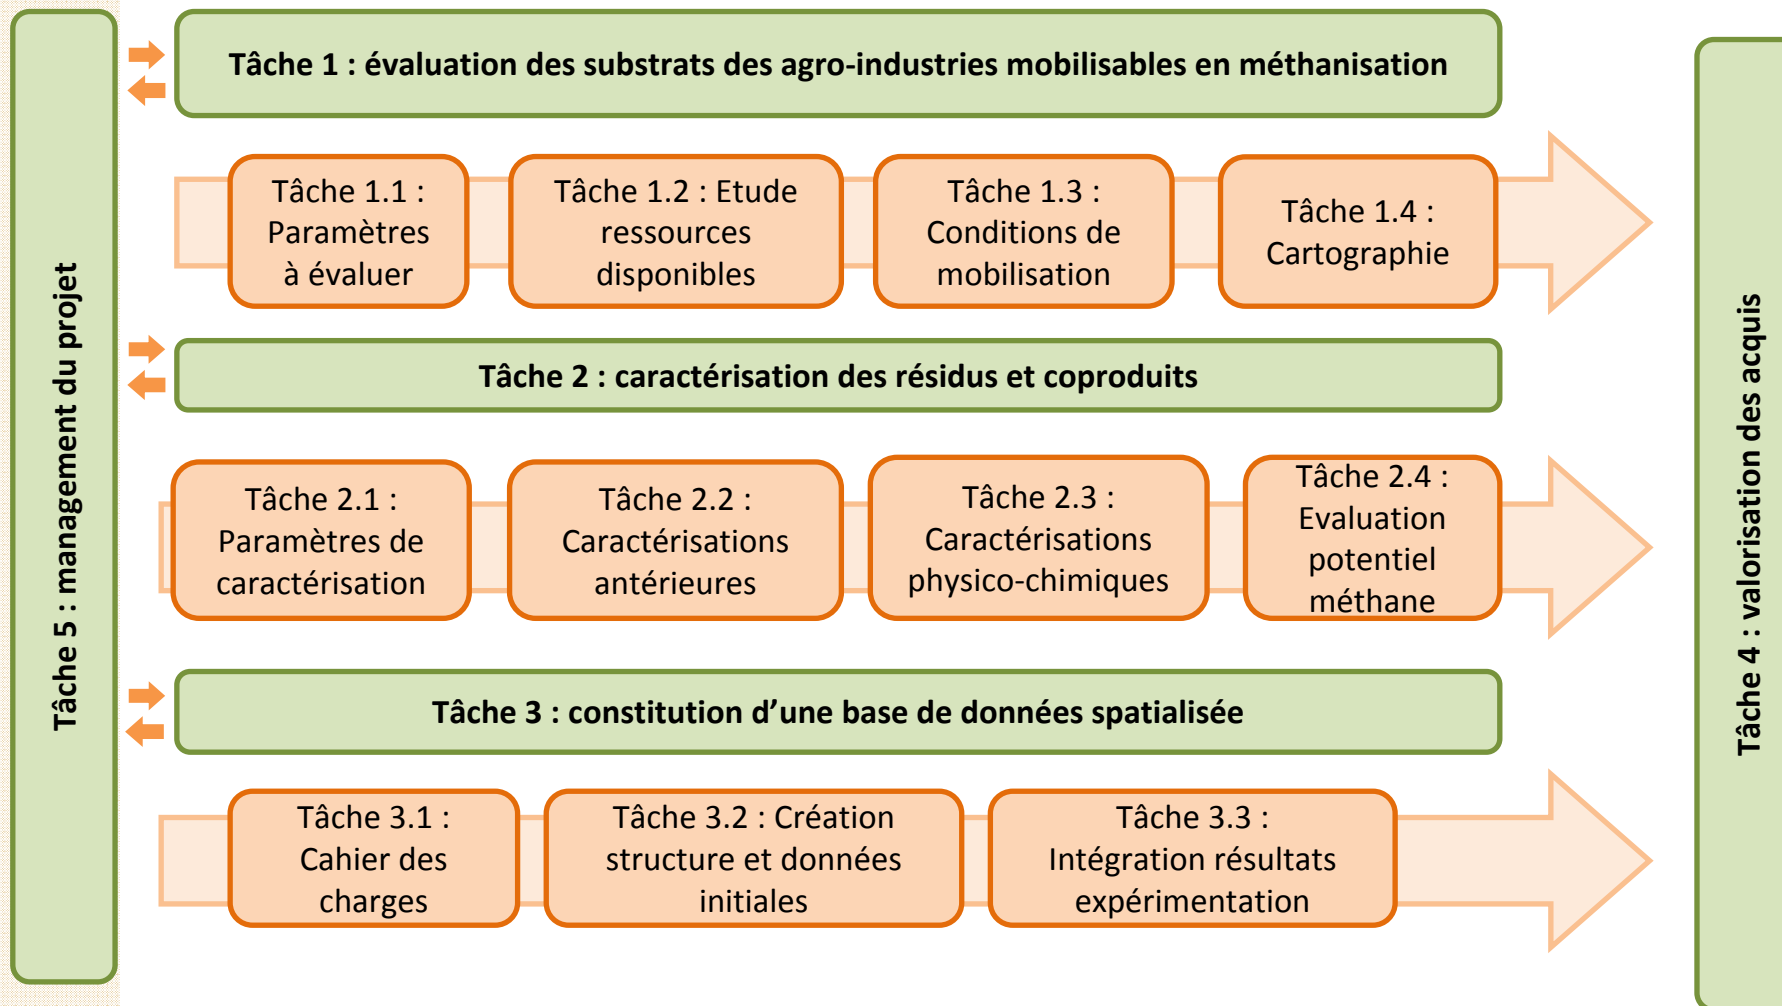 Tâche 5 : management du projet
Tâche 1 : évaluation des substrats des agro-industries mobilisables en méthanisation
Tâche 1.1 :
Paramètres
à évaluer
Tâche 1.2 : Etude
ressources
disponibles
Tâche 1.3 :
Conditions de
mobilisation
Tâche 1.4 :
Cartographie
Tâche 2 : caractérisation des résidus et coproduits
Tâche 2.1 :
Paramètres de
caractérisation
Tâche 2.2 :
Caractérisations
antérieures
Tâche 2.3 :
Caractérisations
physico-chimiques
Tâche 2.4 :
Evaluation
potentiel
méthane
Tâche 3 : constitution d’une base de données spatialisée
Tâche 3.1 :
Cahier des
charges
Tâche 3.2 : Création
structure et données
initiales
Tâche 3.3 :
Intégration résultats
expérimentation
Tâche 4 : valorisation des acquis